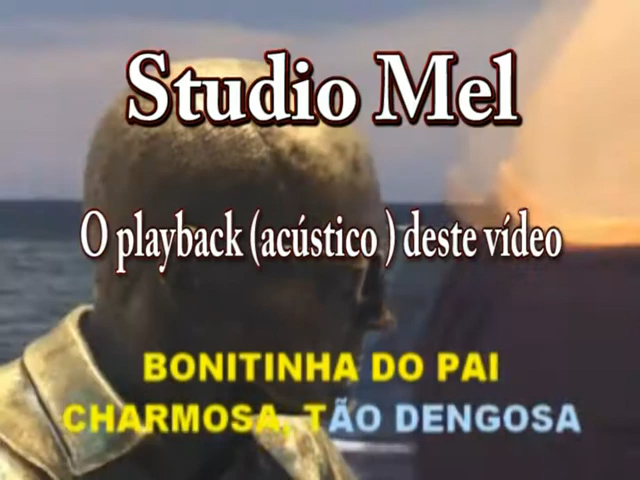 Studio Mel
O playback (acústico ) deste vídeo
BONITINHA DO PAI
CHARMOSA, TÃO DENGOSA